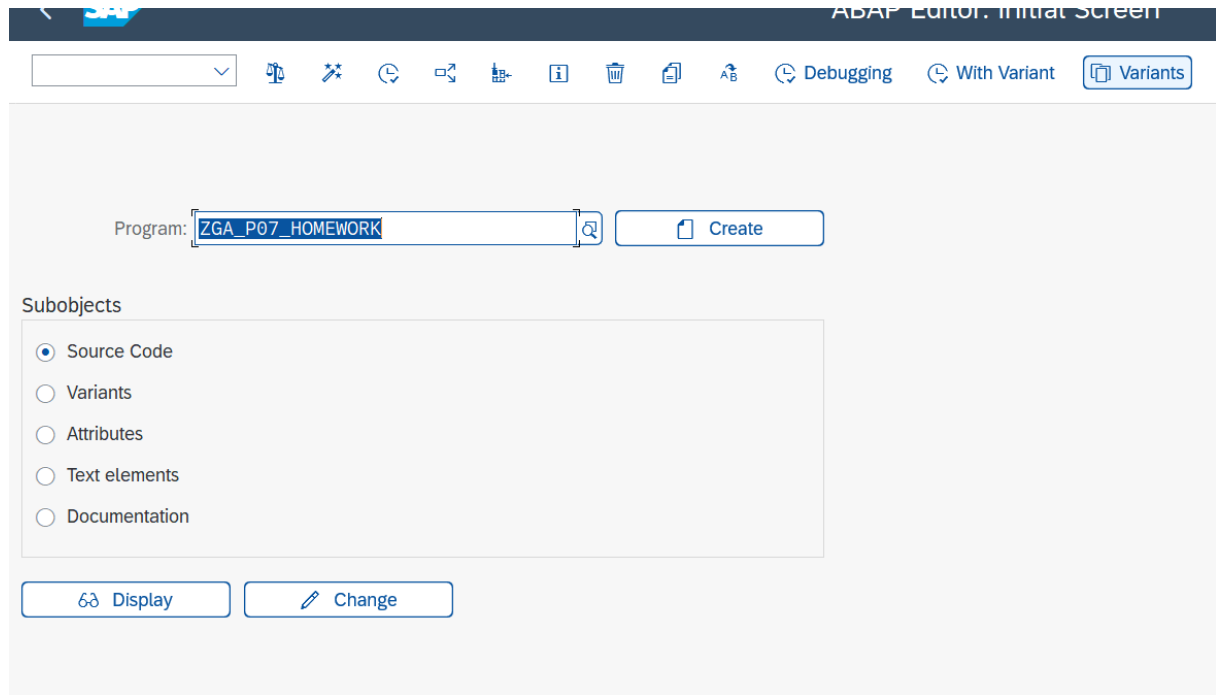 SAP
ABAP Editor: Initial Screen
Debugging
With Variant
Variants
Program:
ZGA_P07_HOMEWORK
Create
Subobjects
Source Code
Variants
Attributes
Text elements
Documentation
Display
Change